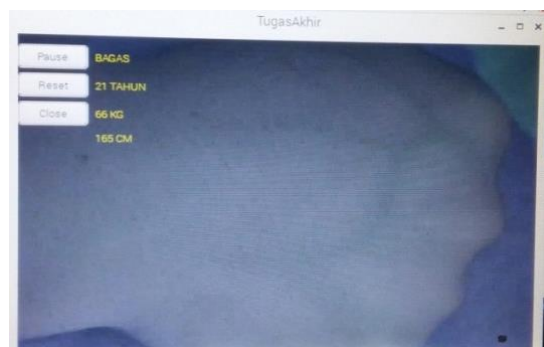 TugasAkhir
Pause BAGAS
Reset 21 TAHUN
Close 66 KG
165 CM